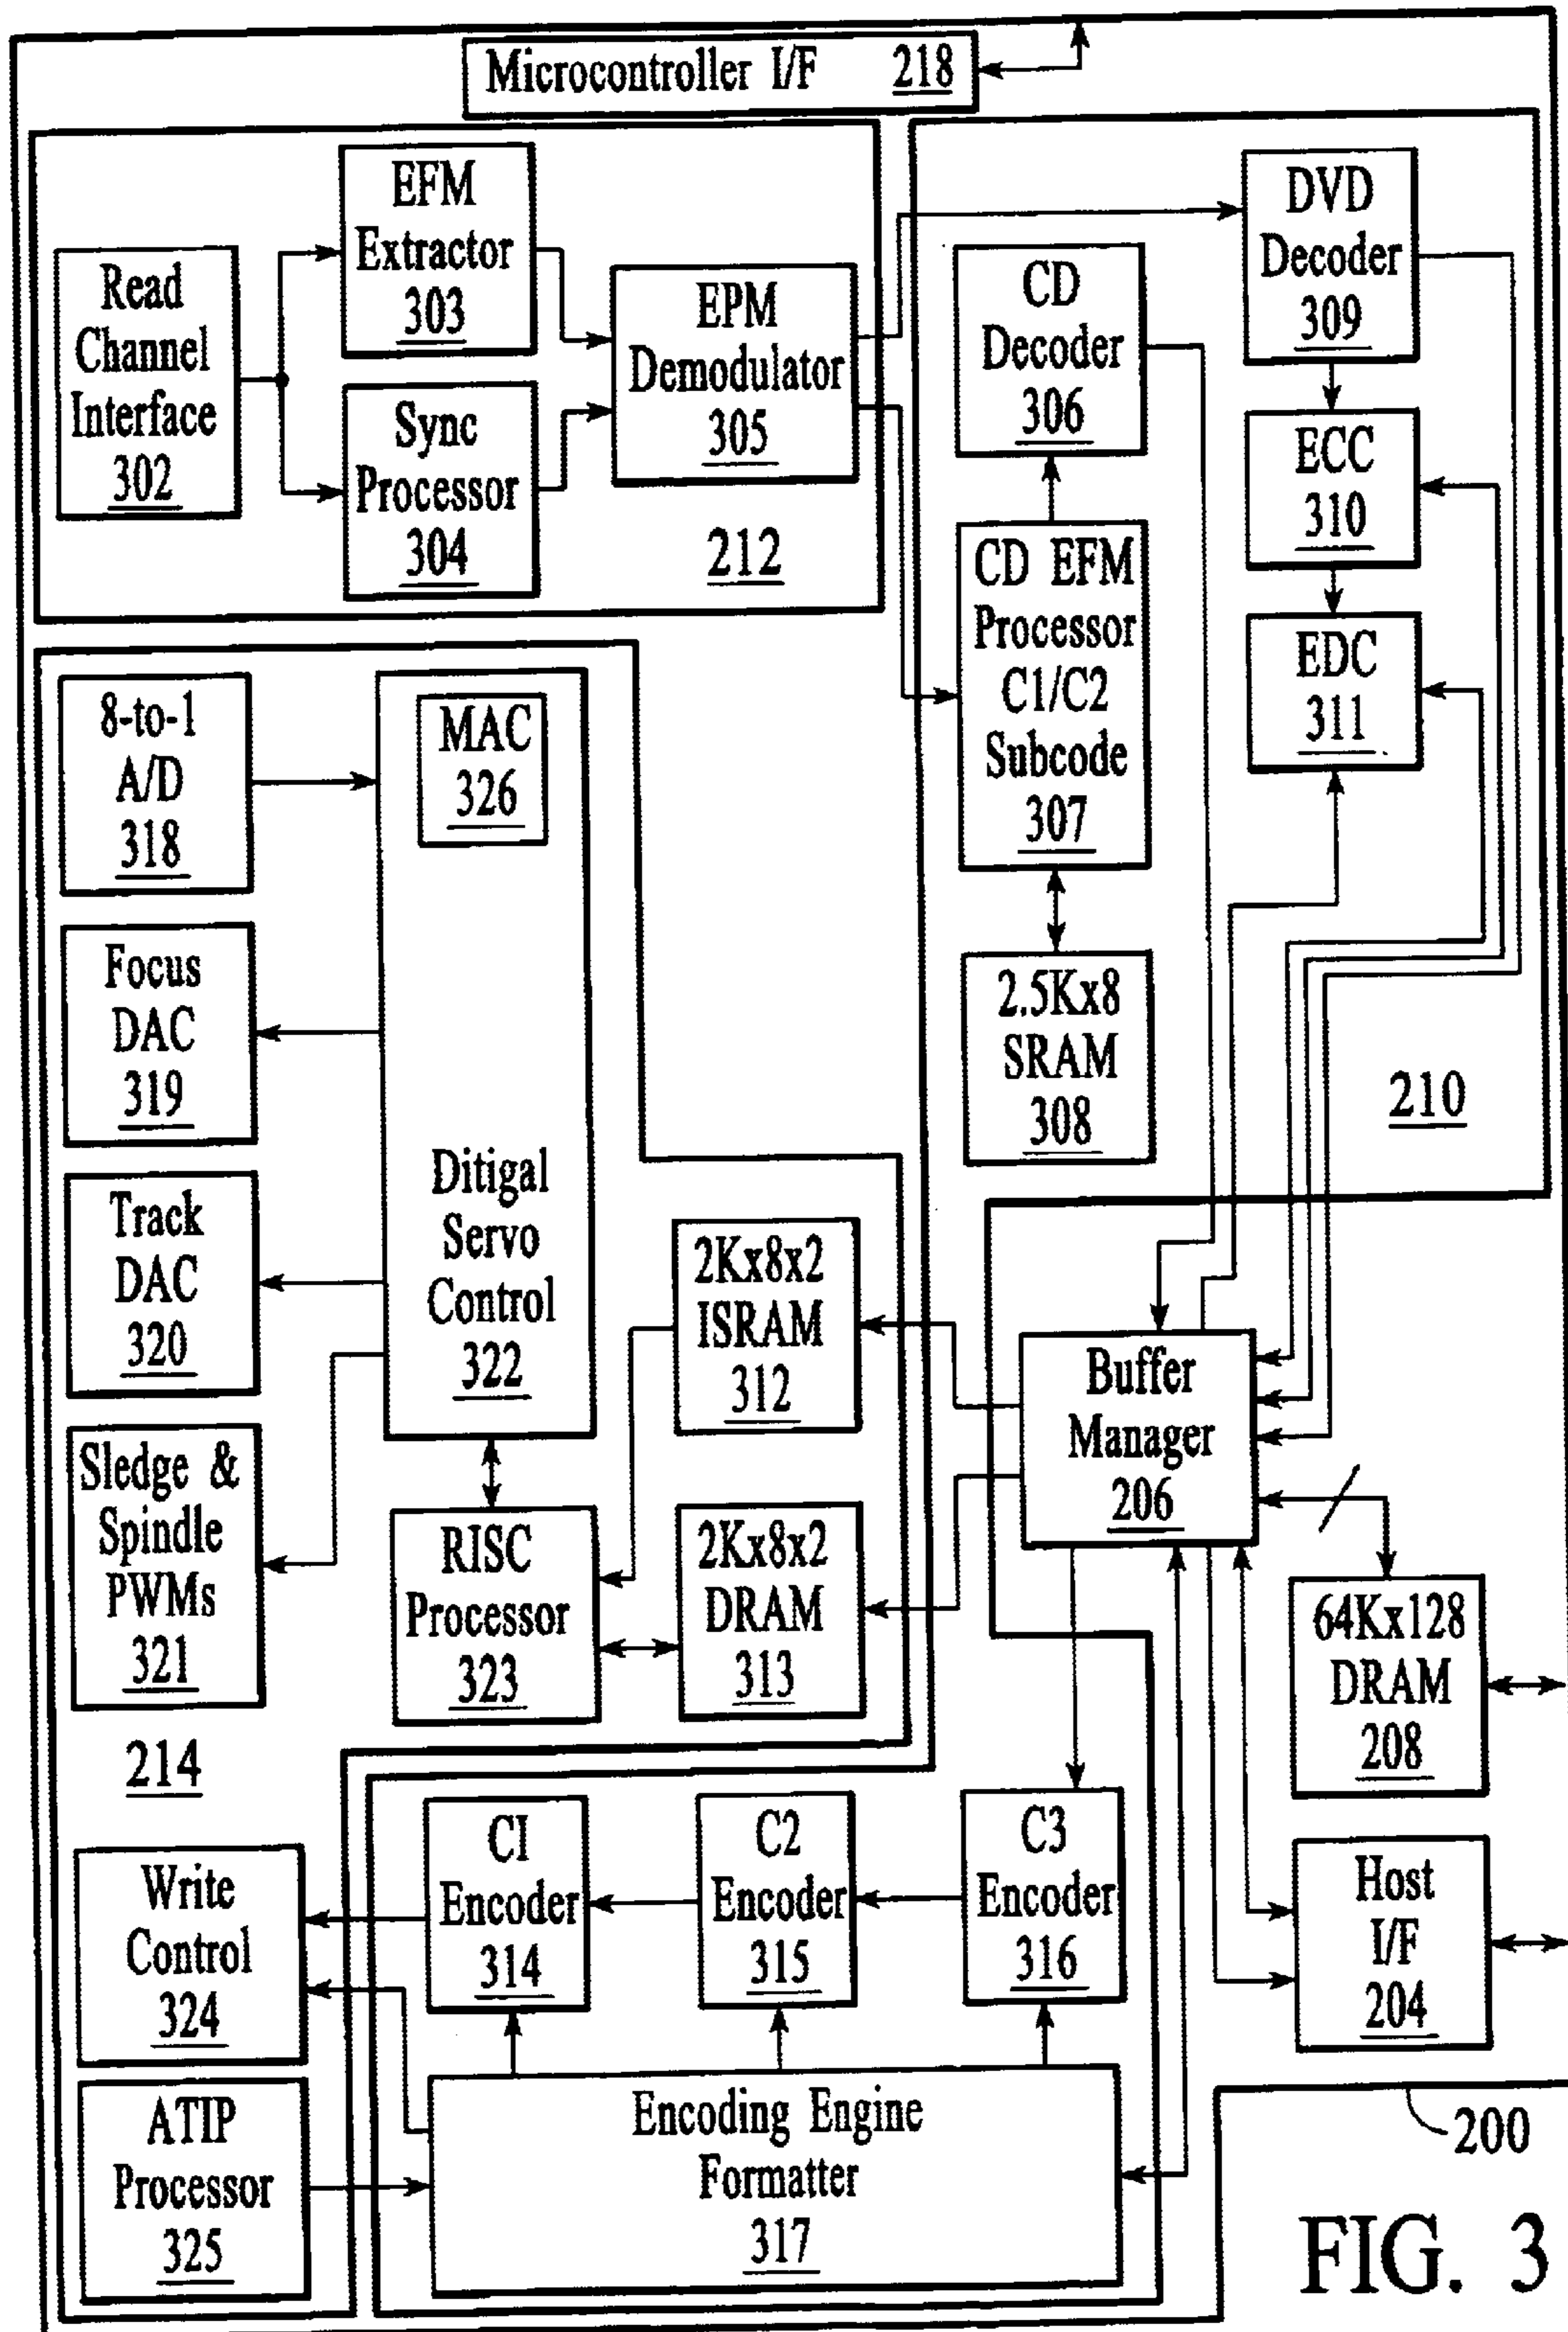 Microcontroller I/F 218
Read
Channel
Interface
302
EFM
Extractor
303
Sync
Processor
304
EPM
Demodulator
305
212
CD
Decoder
306
CD EFM
Processor
C1/C2
Subcode
307
2.5Kx8
SRAM
308
DVD
Decoder
309
ECC
310
EDC
311
210
8-to-1
A/D
318
Focus
DAC
319
Track
DAC
320
Sledge &
Spindle
PWMs
321
214
MAC
326
Ditigal
Servo
Control
322
RISC
Processor
323
2Kx8x2
ISRAM
312
2Kx8x2
DRAM
313
Buffer
Manager
206
64Kx128
DRAM
208
Host
I/F
204
Write
Control
324
ATIP
Processor
325
CI
Encoder
314
C2
Encoder
315
C3
Encoder
316
Encoding Engine
Formatter
317
200
FIG. 3